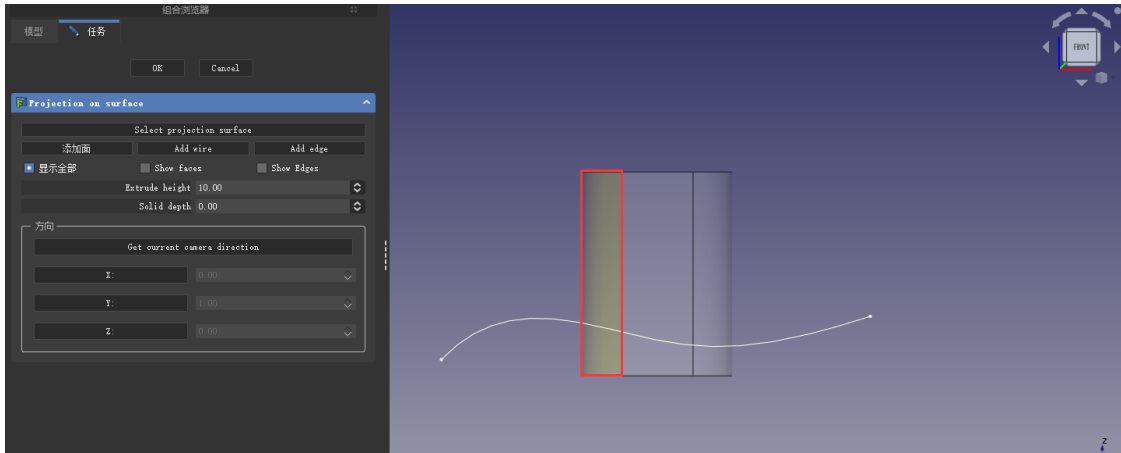 组合浏览器
模型 任务
OK Cancel
Projection on surface
Select projection surface
添加面 Add wire Add edge
显示全部 Show faces Show Edges
Extrude height 10.00
Solid depth 0.00
方向
Get current camera direction
X: 0.00
Y: 1.00
Z: 0.00
FRONT
Z